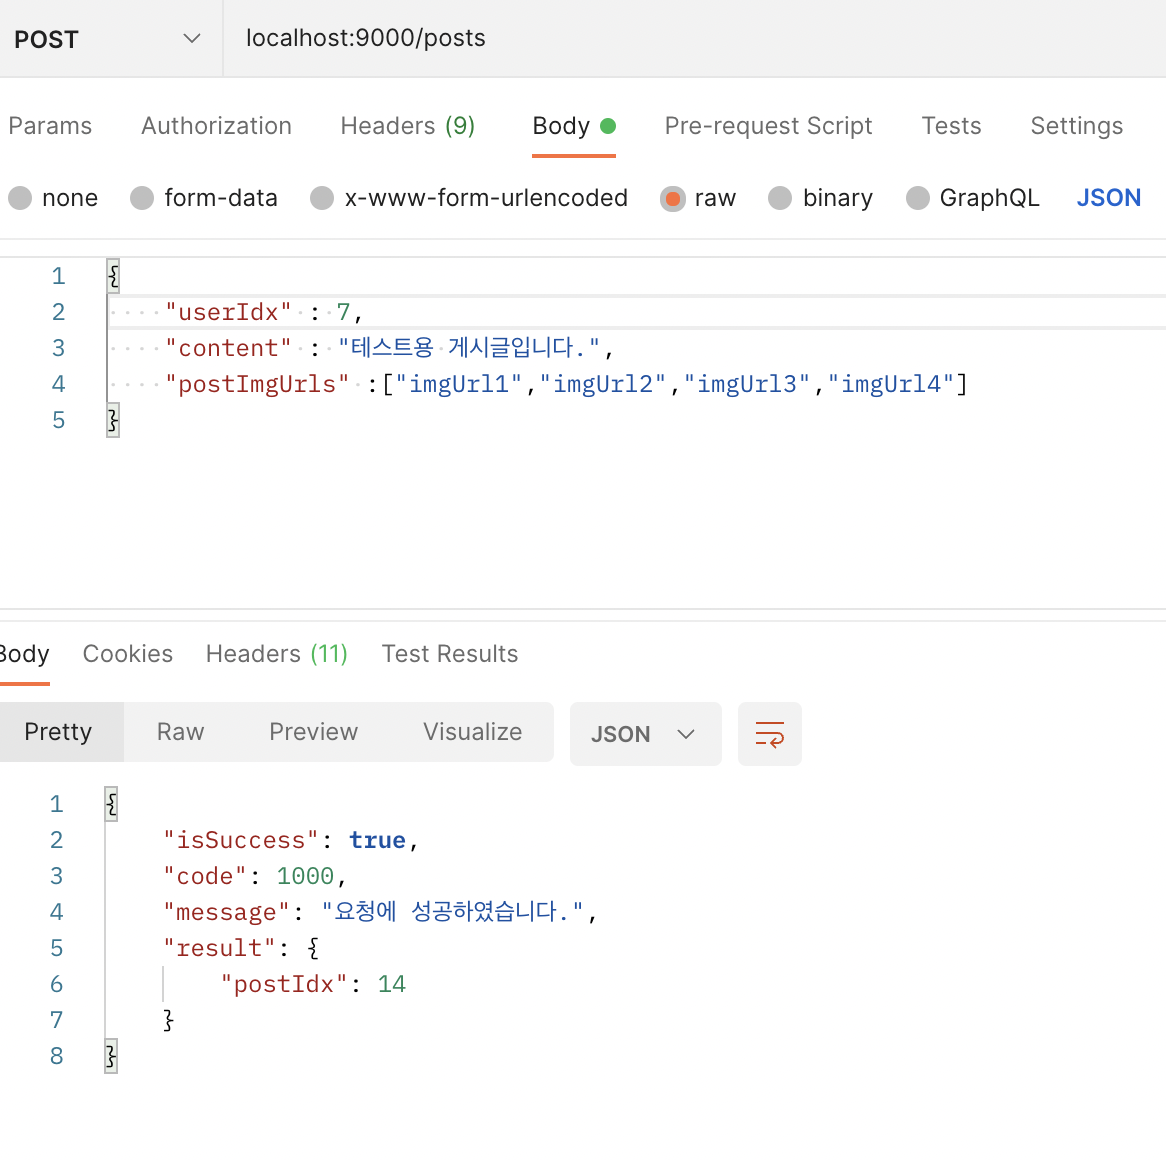 POST localhost:9000/posts
Params Authorization Headers (9) Body Pre-request Script Tests Settings
none form-data x-www-form-urlencoded raw binary GraphQL JSON
1 {
2 "userIdx" : 7,
3 "content" : "테스트용 게시글입니다.",
4 "postImgUrls" :["imgUrl1","imgUrl2","imgUrl3","imgUrl4"]
5 }
Body Cookies Headers (11) Test Results
Pretty Raw Preview Visualize JSON
1 {
2 "isSuccess": true,
3 "code": 1000,
4 "message": "요청에 성공하였습니다.",
5 "result": {
6 "postIdx": 14
7 }
8 }